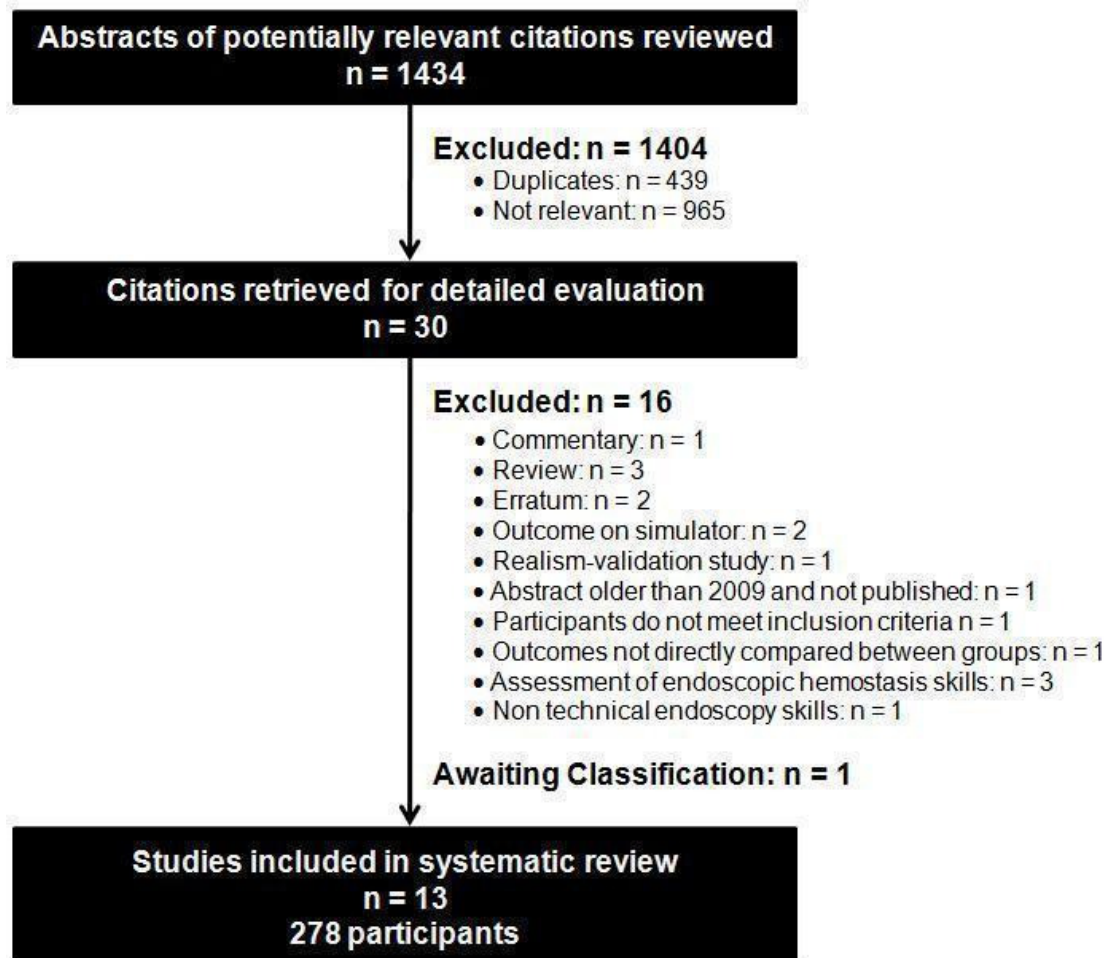 Abstracts of potentially relevant citations reviewed
n = 1434
Excluded: n = 1404
• Duplicates: n = 439
• Not relevant: n = 965
Citations retrieved for detailed evaluation
n = 30
Excluded: n = 16
• Commentary: n = 1
• Review: n = 3
• Erratum: n = 2
• Outcome on simulator: n = 2
• Realism-validation study: n = 1
• Abstract older than 2009 and not published: n = 1
• Participants do not meet inclusion criteria n = 1
• Outcomes not directly compared between groups: n = 1
• Assessment of endoscopic hemostasis skills: n = 3
• Non technical endoscopy skills: n = 1
Awaiting Classification: n = 1
Studies included in systematic review
n = 13
278 participants